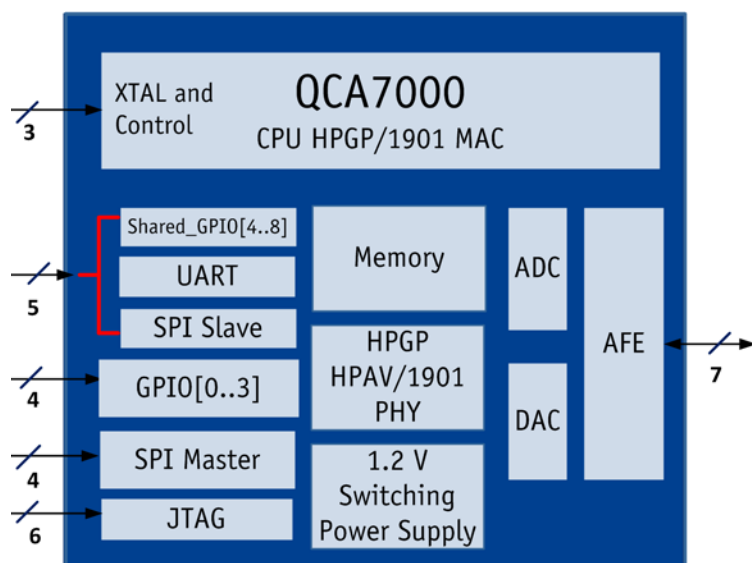 QCA7000
XTAL and
Control
CPU HPGP/1901 MAC
3
Shared_GPIO[4..8]
UART
SPI Slave
5
GPIO[0..3]
4
SPI Master
4
JTAG
6
Memory
HPGP
HPAV/1901
PHY
1.2 V
Switching
Power Supply
ADC
DAC
AFE
7